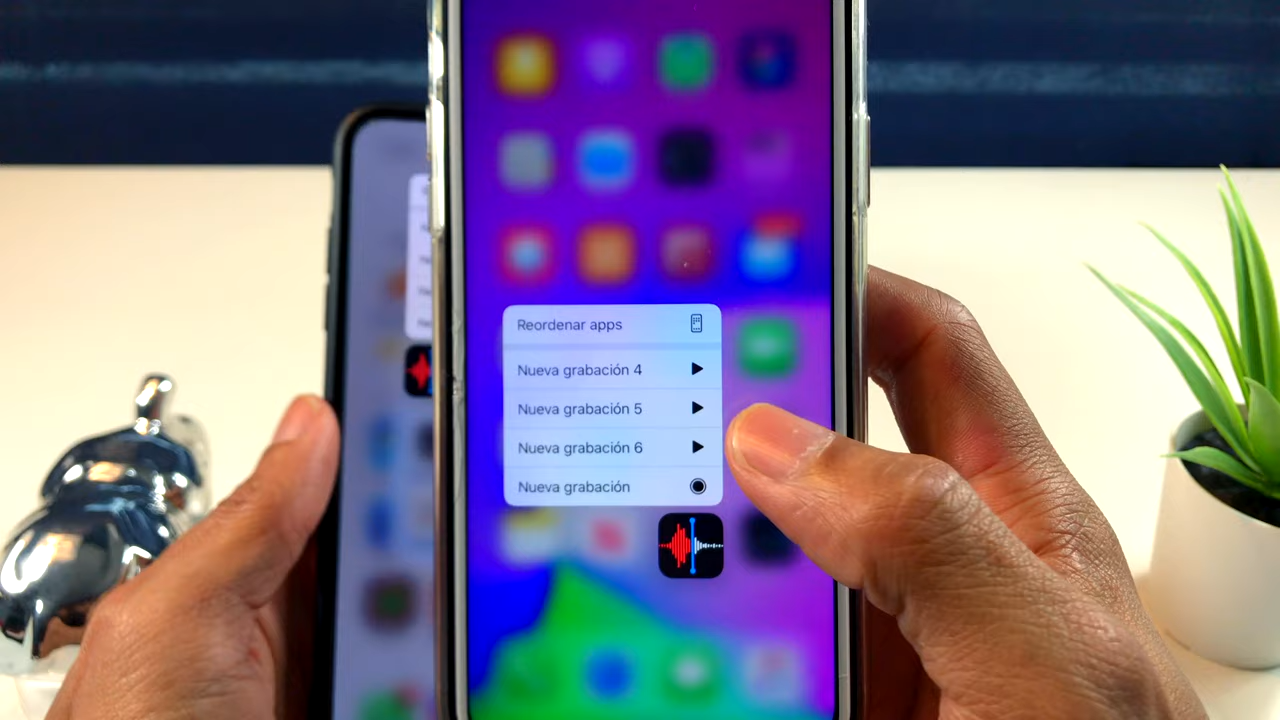 Reordenar apps
Nueva grabación 4
Nueva grabación 5
Nueva grabación 6
Nueva grabación